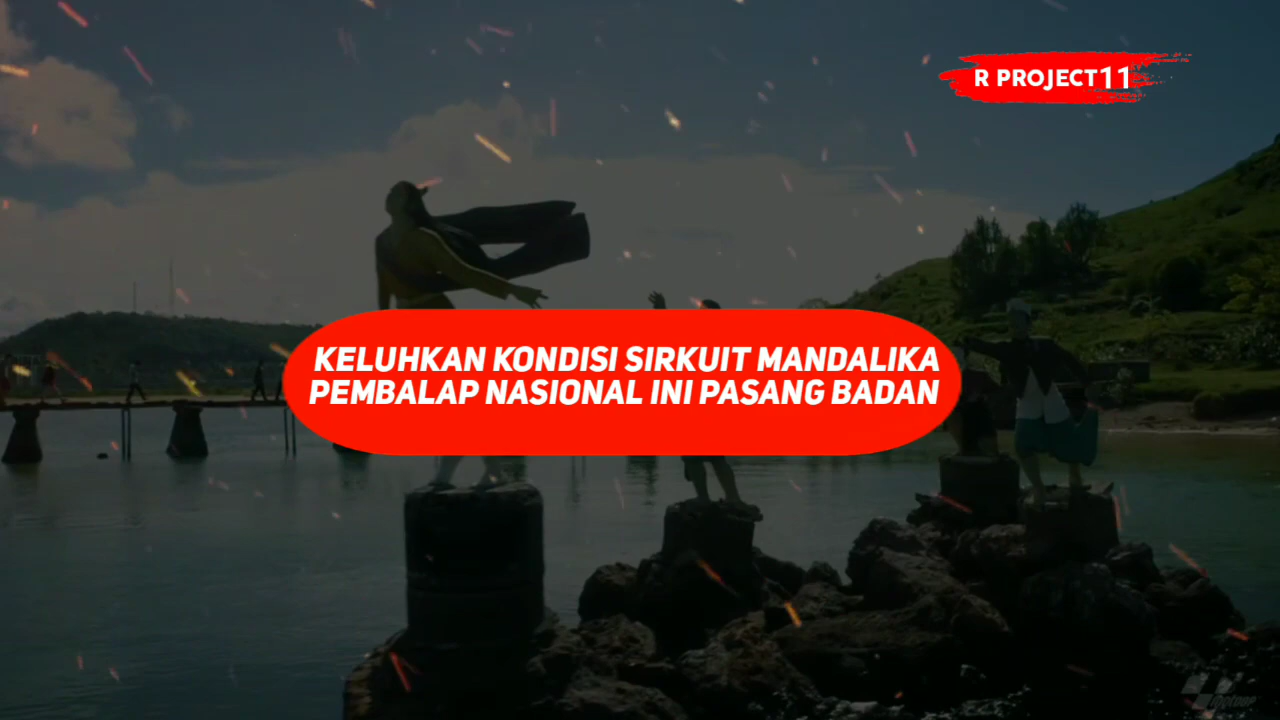 R PROJECT11
KELUHKAN KONDISI SIRKUIT MANDALIKA
PEMBALAP NASIONAL INI PASANG BADAN